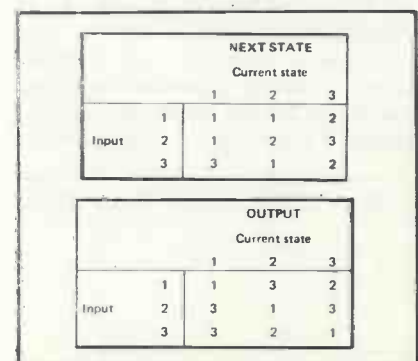 NEXT STATE
Current state
1 2 3
1 1 1 2
Input 2 1 2 3
3 3 1 2
OUTPUT
Current state
1 2 3
1 1 3 2
Input 2 3 1 3
3 3 2 1